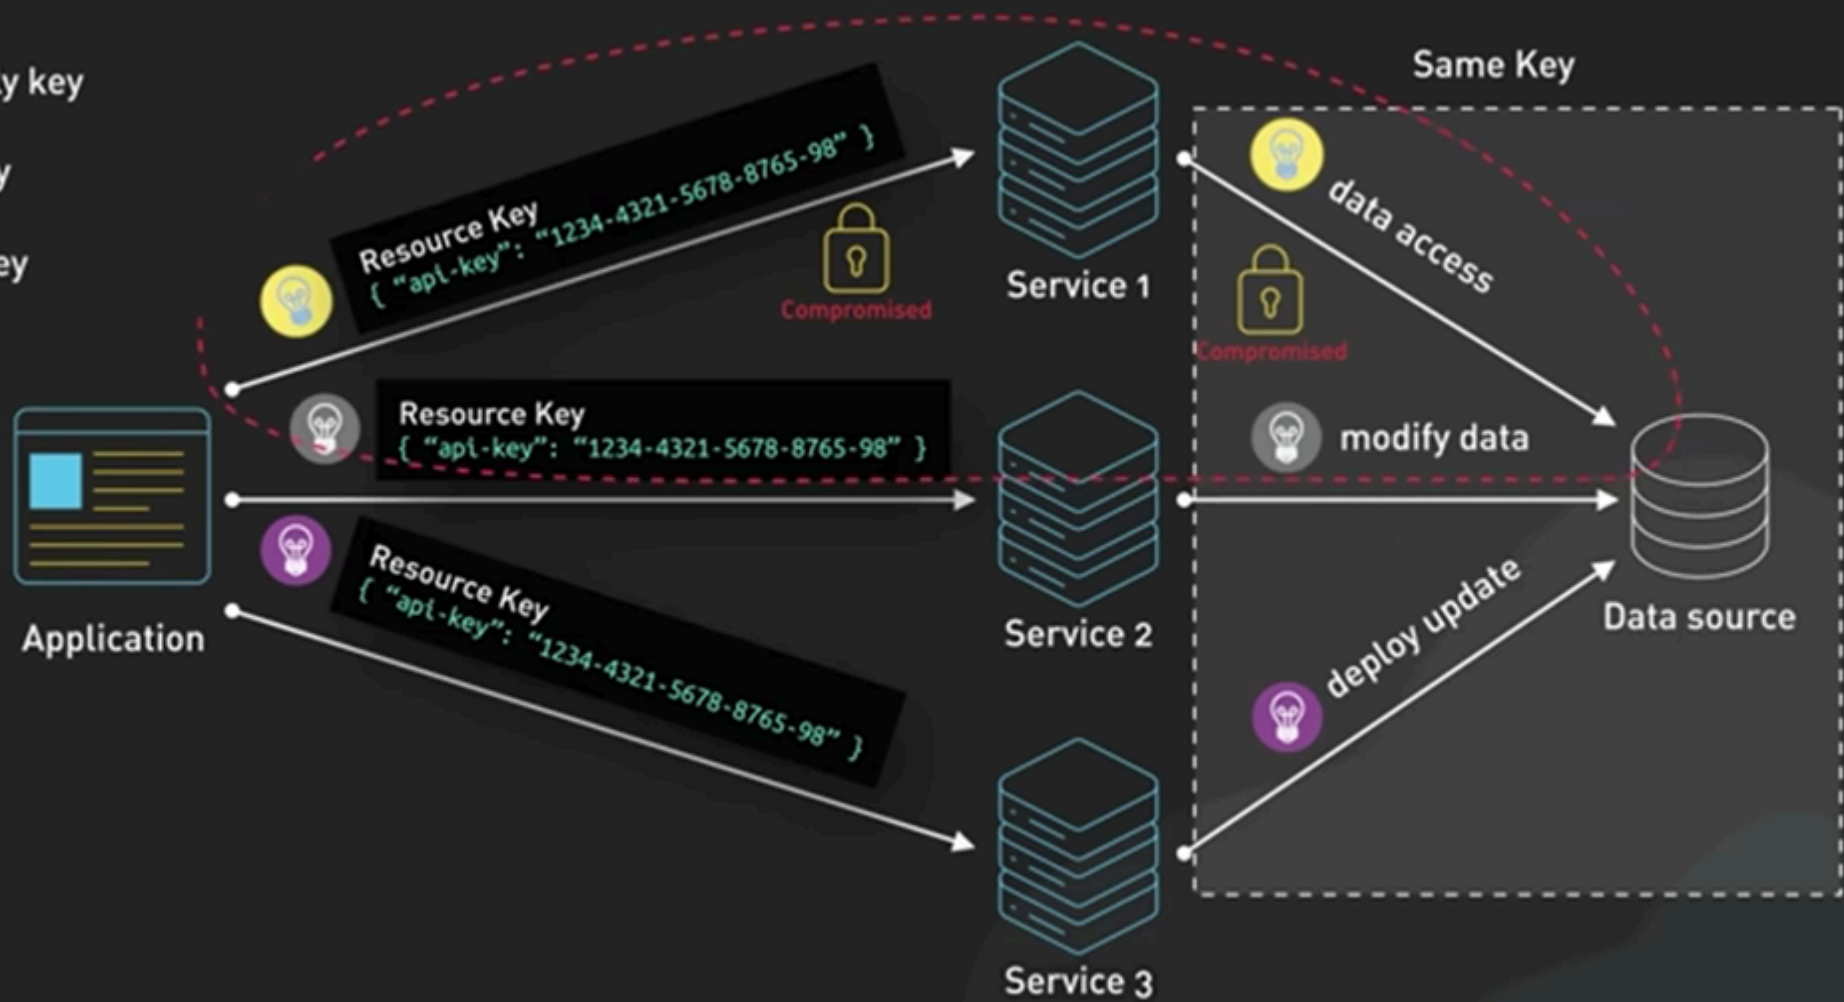 y key
y
ey
Same Key
Resource Key
{ “api-key”: “1234-4321-5678-8765-98” }
Compromised
Service 1
data access
Compromised
Resource Key
{ “api-key”: “1234-4321-5678-8765-98” }
modify data
Application
Resource Key
{ “api-key”: “1234-4321-5678-8765-98” }
Service 2
deploy update
Data source
Service 3